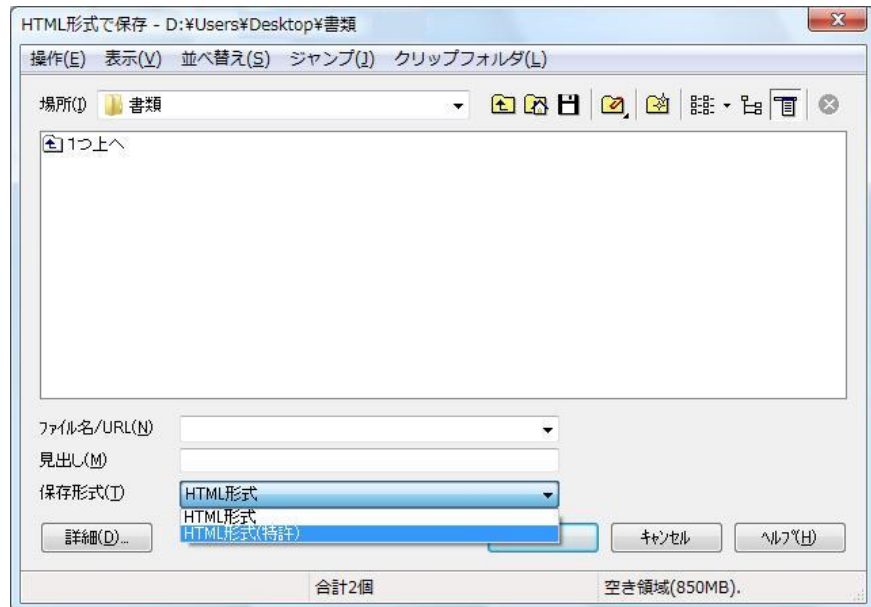 HTML形式で保存 - D:¥Users¥Desktop¥書類
操作(E) 表示(V) 並べ替え(S) ジャンプ(J) クリップフォルダ(L)
場所(I) 書類
1つ上へ
ファイル名/URL(N)
見出し(M)
保存形式(T) HTML形式
HTML形式
HTML形式(特許)
詳細(D)... キャンセル ヘルプ(H)
合計2個 空き領域(850MB).